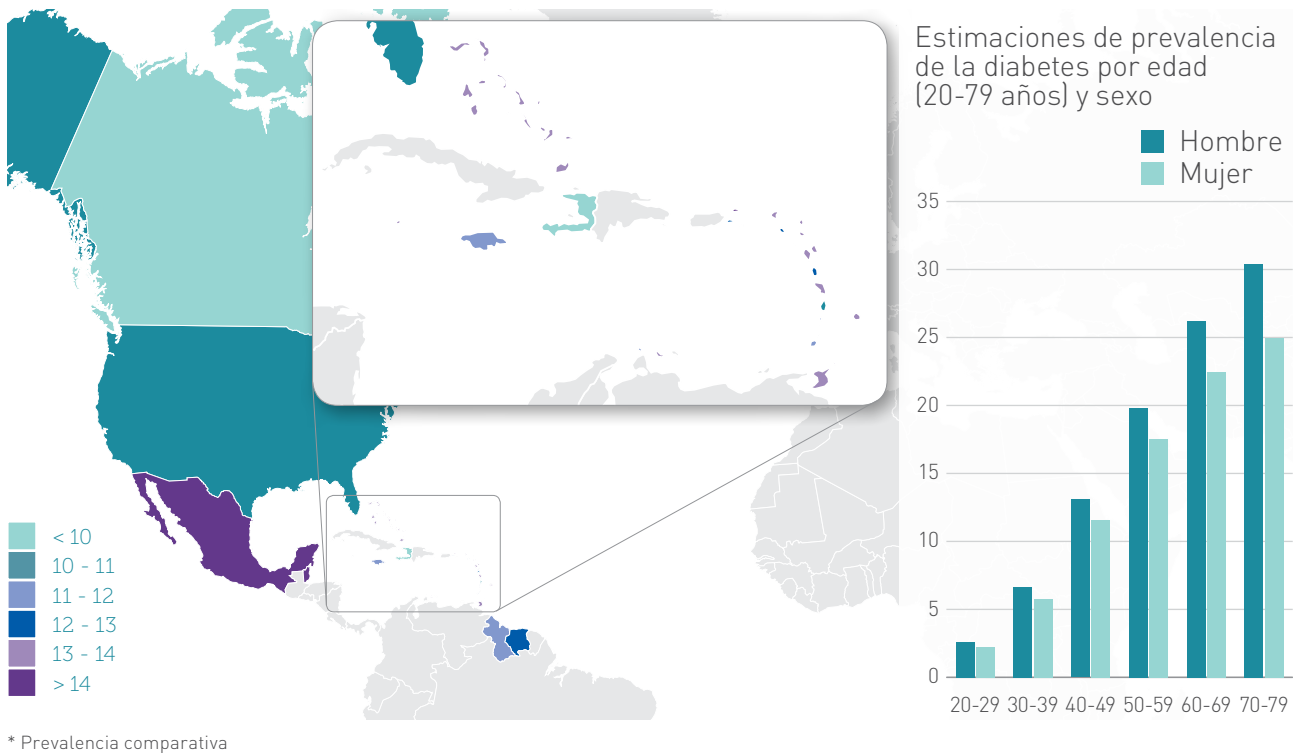 Estimaciones de prevalencia
de la diabetes por edad
(20-79 años) y sexo
Hombre
Mujer
35
30
25
20
15
10
5
0
20-29 30-39 40-49 50-59 60-69 70-79
< 10
10 - 11
11 - 12
12 - 13
13 - 14
> 14
* Prevalencia comparativa